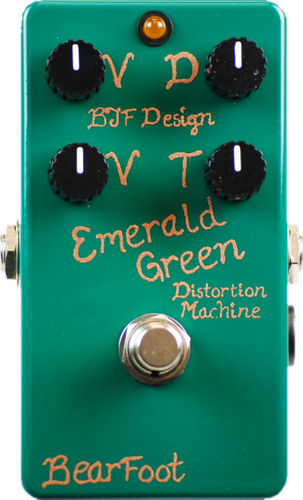 V D
BJF Design
V T
Emerald
Green
Distortion
Machine
BearFoot